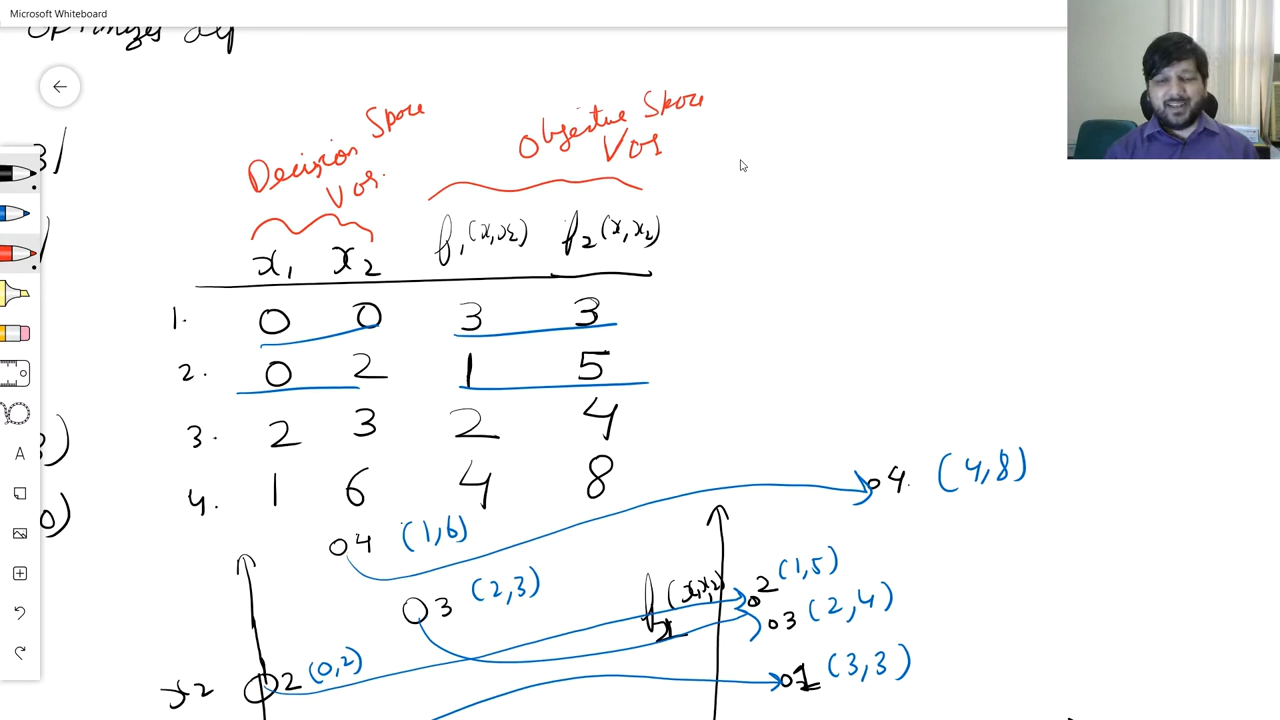 Microsoft Whiteboard
Optimizes
Decision Space
Var.
Objective Space
Var
x1 x2 f1(x1,x2) f2(x1,x2)
1. 0 0 3 3
2. 0 2 1 5
3. 2 3 2 4
4. 1 6 4 8
4 (1,6)
4. (4,8)
3 (2,3)
2 (1,5)
3 (2,4)
x2 2 (0,2)
1 (3,3)
A